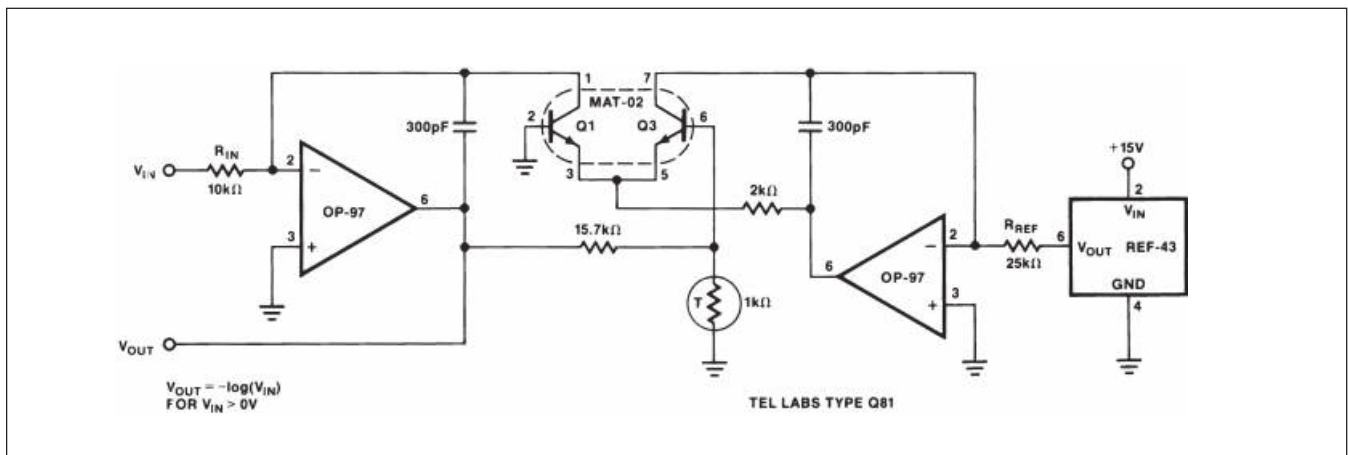 1
7
MAT-02
300pF
2
Q1
Q3
6
300pF
3
5
+15V
2
V_IN
R_IN
10kΩ
2
−
OP-97
3
+
6
15.7kΩ
2kΩ
T
1kΩ
6
OP-97
2
−
3
+
R_REF
25kΩ
6
V_IN
V_OUT
REF-43
GND
4
V_OUT
V_OUT = −log(V_IN)
FOR V_IN > 0V
TEL LABS TYPE Q81